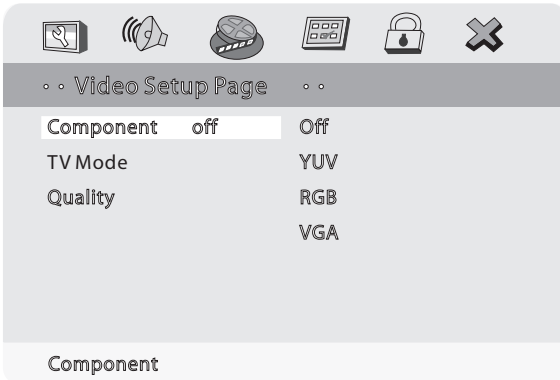 · · Video Setup Page · ·
Component off Off
TV Mode YUV
Quality RGB
VGA
Component